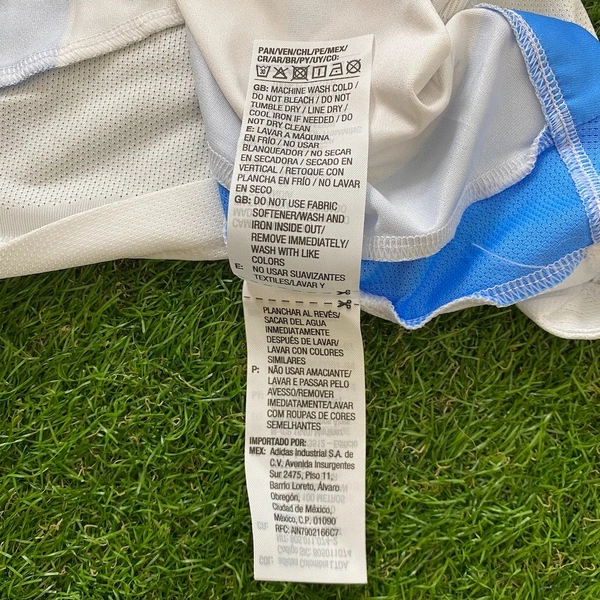 PAN/VEN/CHL/PE/MEX/
CR/AR/BR/PY/UY/CO:
GB: MACHINE WASH COLD /
DO NOT BLEACH / DO NOT
TUMBLE DRY / LINE DRY /
COOL IRON IF NEEDED / DO
NOT DRY CLEAN
E: LAVAR A MÁQUINA
EN FRÍO / NO USAR
BLANQUEADOR / NO SECAR
EN SECADORA / SECADO EN
VERTICAL / RETOQUE CON
PLANCHA EN FRÍO / NO LAVAR
EN SECO
GB: DO NOT USE FABRIC
SOFTENER/WASH AND
IRON INSIDE OUT/
REMOVE IMMEDIATELY/
WASH WITH LIKE
COLORS
E: NO USAR SUAVIZANTES
TEXTILES/LAVAR Y
PLANCHAR AL REVÉS/
SACAR DEL AGUA
INMEDIATAMENTE
DESPUÉS DE LAVAR/
LAVAR CON COLORES
SIMILARES
P: NÃO USAR AMACIANTE/
LAVAR E PASSAR PELO
AVESSO/REMOVER
IMEDIATAMENTE/LAVAR
COM ROUPAS DE CORES
SEMELHANTES
IMPORTADO POR:
MEX: Adidas Industrial S.A. de
C.V. Avenida Insurgentes
Sur 2475, Piso 11,
Barrio Loreto, Álvaro
Obregón,
Ciudad de México,
México, C.P. 01090
RFC: AIN7902166C7